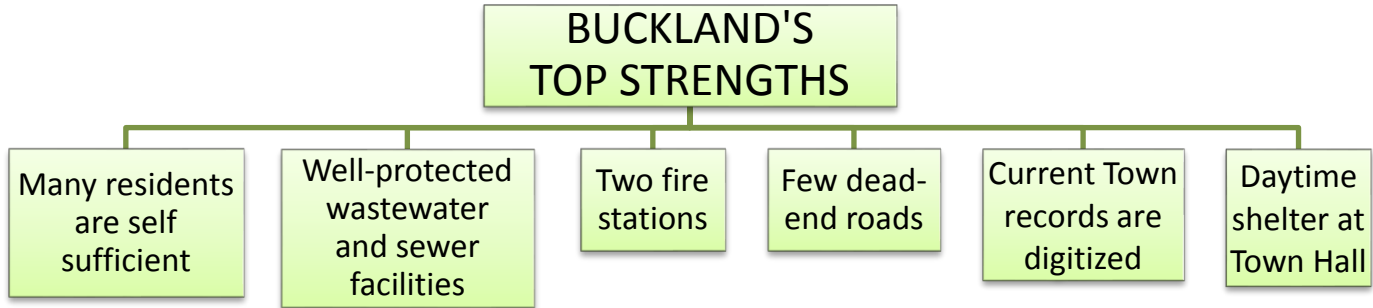 BUCKLAND'S
TOP STRENGTHS
Many residents
are self
sufficient
Well-protected
wastewater
and sewer
facilities
Two fire
stations
Few dead-
end roads
Current Town
records are
digitized
Daytime
shelter at
Town Hall